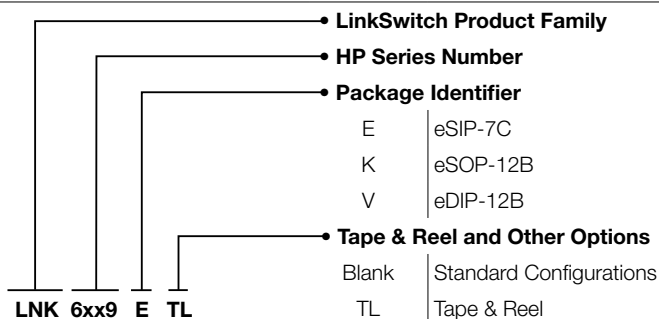 LinkSwitch Product Family
HP Series Number
Package Identifier
E eSIP-7C
K eSOP-12B
V eDIP-12B
Tape & Reel and Other Options
Blank Standard Configurations
TL Tape & Reel
LNK 6xx9 E TL